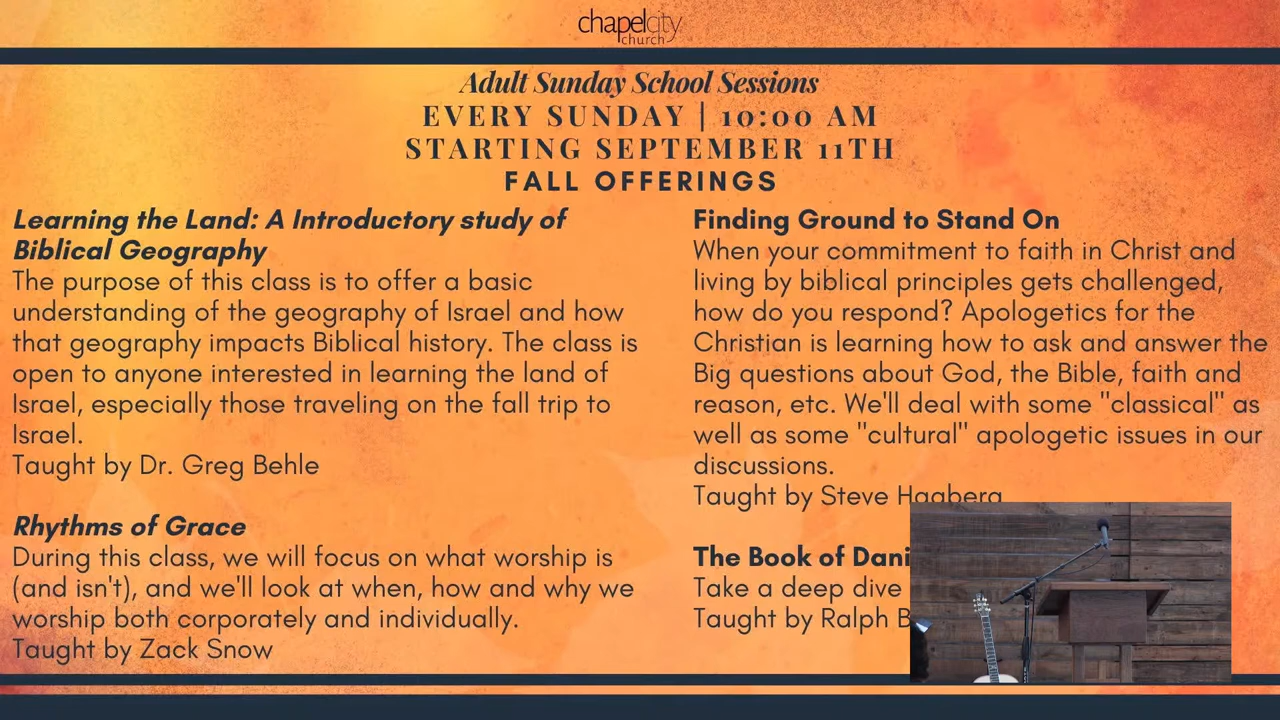 chapelcity
church
Adult Sunday School Sessions
EVERY SUNDAY | 10:00 AM
STARTING SEPTEMBER 11TH
FALL OFFERINGS
Learning the Land: A Introductory study of
Biblical Geography
The purpose of this class is to offer a basic
understanding of the geography of Israel and how
that geography impacts Biblical history. The class is
open to anyone interested in learning the land of
Israel, especially those traveling on the fall trip to
Israel.
Taught by Dr. Greg Behle
Rhythms of Grace
During this class, we will focus on what worship is
(and isn't), and we'll look at when, how and why we
worship both corporately and individually.
Taught by Zack Snow
Finding Ground to Stand On
When your commitment to faith in Christ and
living by biblical principles gets challenged,
how do you respond? Apologetics for the
Christian is learning how to ask and answer the
Big questions about God, the Bible, faith and
reason, etc. We'll deal with some "classical" as
well as some "cultural" apologetic issues in our
discussions.
Taught by Steve Hagberg
The Book of Dani
Take a deep dive
Taught by Ralph B